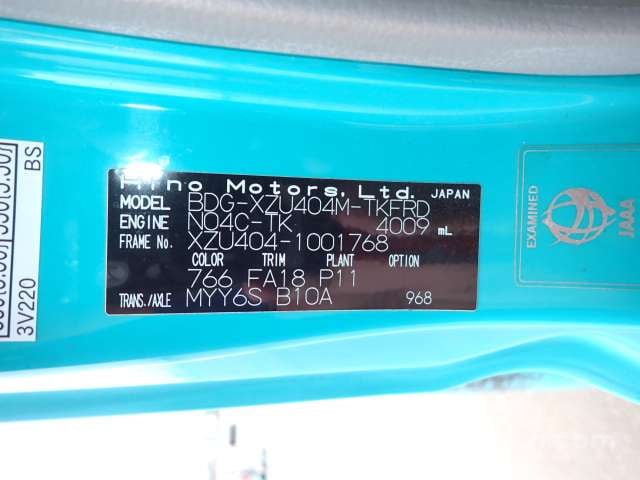 Hino Motors, Ltd. JAPAN
MODEL BDG-XZU404M-TKFRD
ENGINE N04C-TK 4009 mL
FRAME No. XZU404-1001768
COLOR TRIM PLANT OPTION
766 FA18 P11
TRANS./AXLE MYY6S B10A 968
EXAMINED
JAAA
BS
3V220